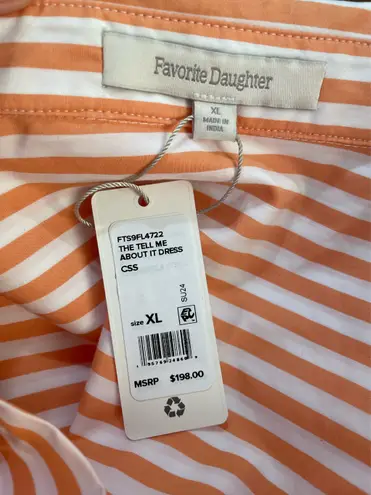 Favorite Daughter
XL
MADE IN
INDIA
FTS9FL4722
THE TELL ME
ABOUT IT DRESS
CSS
SU24
size XL
MSRP $198.00